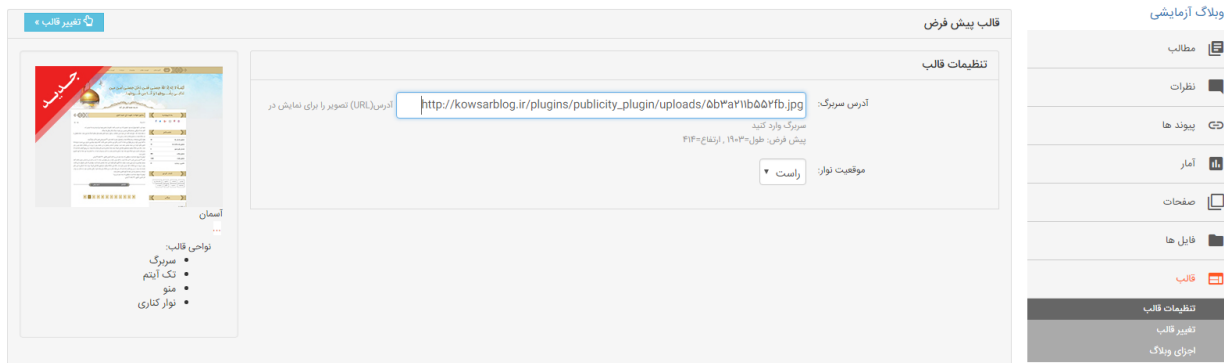 وبلاگ آزمایشی
مطالب
نظرات
پیوند ها
آمار
صفحات
فایل ها
قالب
تنظیمات قالب
تغییر قالب
اجزای وبلاگ
قالب پیش فرض
تغییر قالب »
تنظیمات قالب
آدرس سربرگ:
http://kowsarblog.ir/plugins/publicity_plugin/uploads/۵b۳a۲۱۱b۵۵۲fb.jpg
آدرس(URL) تصویر را برای نمایش در
سربرگ وارد کنید
پیش فرض: طول=۱۹۰۳ , ارتفاع=۴۱۴
موقعیت نوار:
راست
جدید
آسمان
...
نواحی قالب:
سربرگ
تک آیتم
منو
نوار کناری